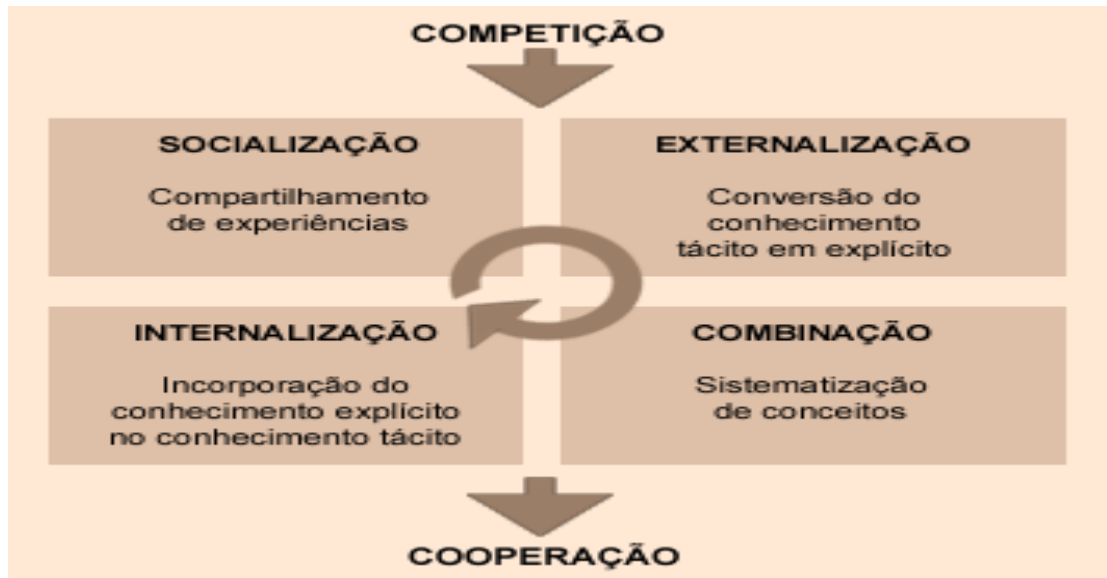 COMPETIÇÃO
SOCIALIZAÇÃO
Compartilhamento
de experiências
EXTERNALIZAÇÃO
Conversão do
conhecimento
tácito em explícito
INTERNALIZAÇÃO
Incorporação do
conhecimento explícito
no conhecimento tácito
COMBINAÇÃO
Sistematização
de conceitos
COOPERAÇÃO